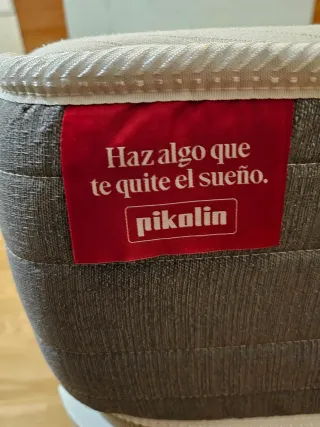 Haz algo que
te quite el sueño.
pikolin